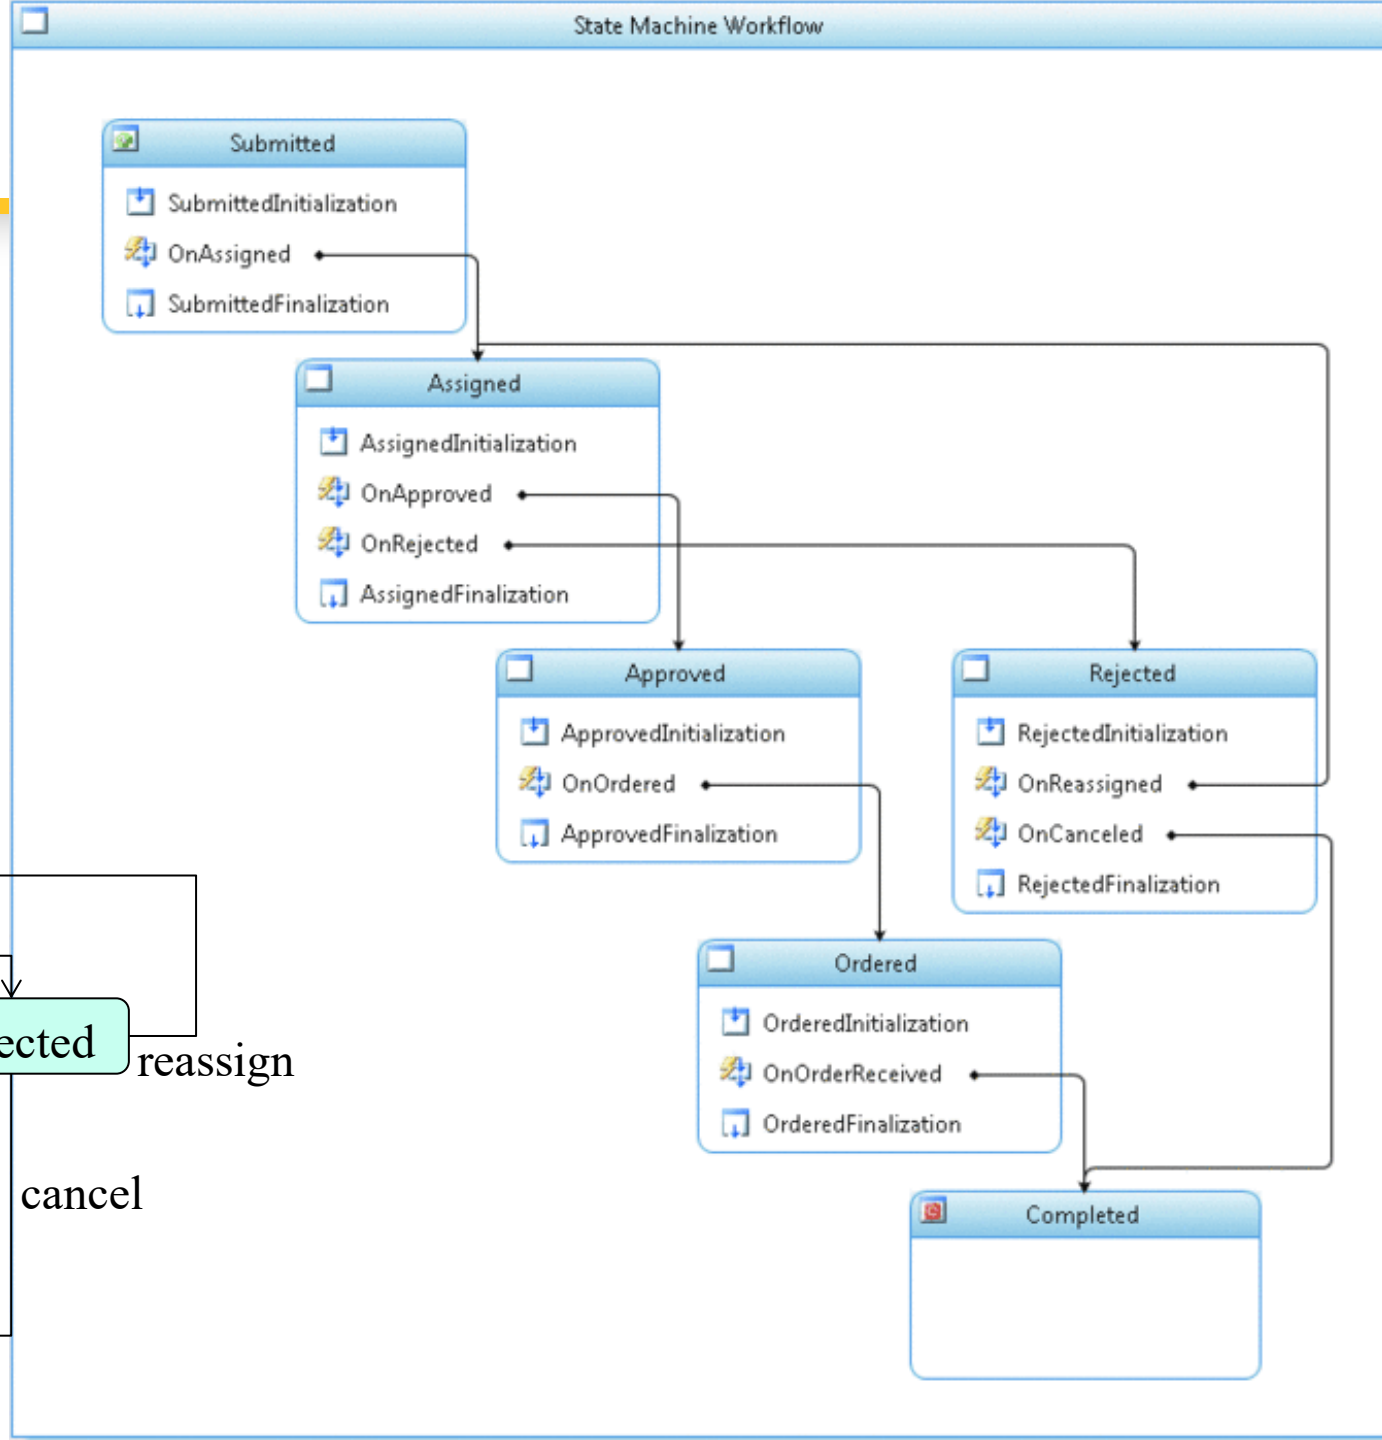 State Machine Workflow
Submitted
SubmittedInitialization
OnAssigned
SubmittedFinalization
Assigned
AssignedInitialization
OnApproved
OnRejected
AssignedFinalization
Approved
ApprovedInitialization
OnOrdered
ApprovedFinalization
Rejected
RejectedInitialization
OnReassigned
OnCanceled
RejectedFinalization
Ordered
OrderedInitialization
OnOrderReceived
OrderedFinalization
Completed
ected
reassign
cancel